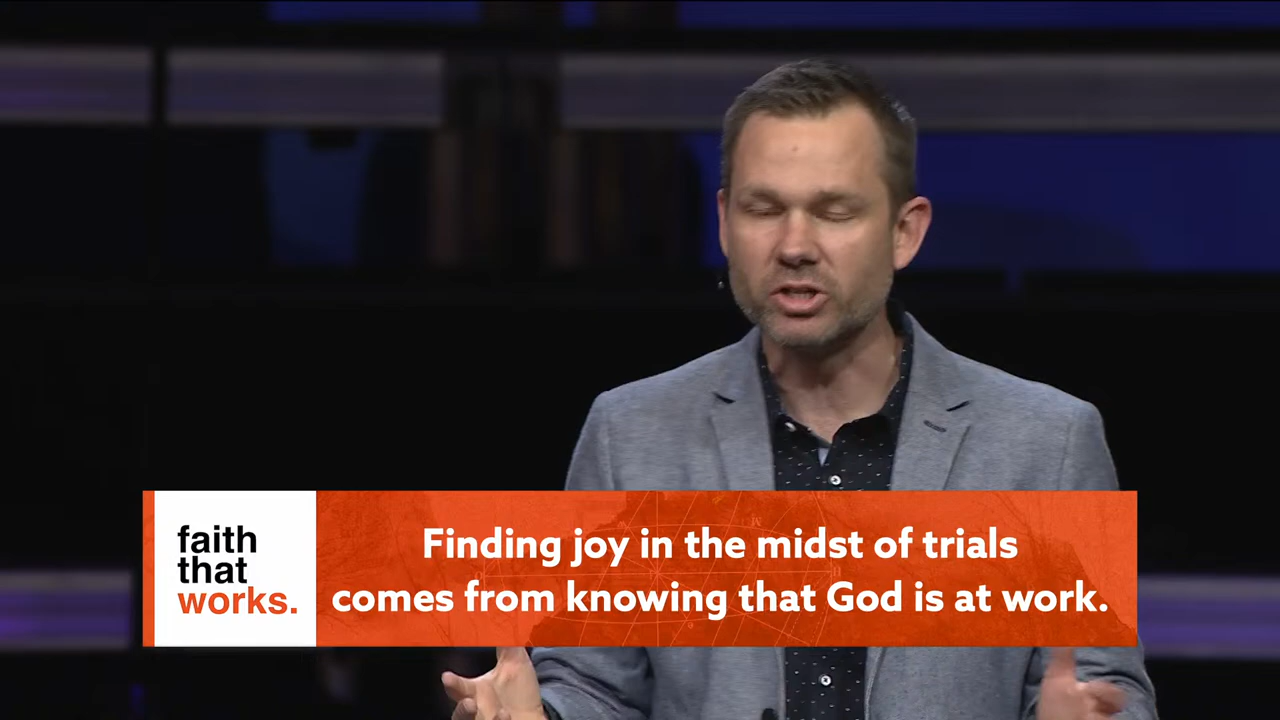 faith
that
works.
Finding joy in the midst of trials
comes from knowing that God is at work.